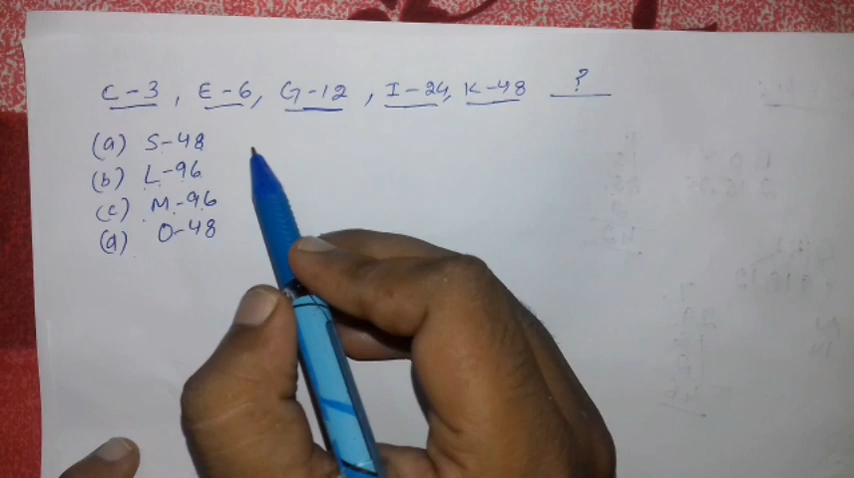 C-3, E-6, G-12, I-24, K-48 ?
(a) S-48
(b) L-96
(c) M-96
(d) O-48